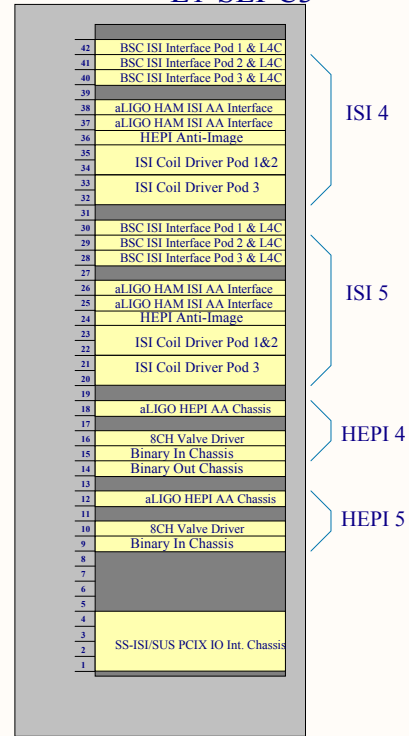 42 BSC ISI Interface Pod 1 & L4C
41 BSC ISI Interface Pod 2 & L4C
40 BSC ISI Interface Pod 3 & L4C
39
38 aLIGO HAM ISI AA Interface
ISI 4
37 aLIGO HAM ISI AA Interface
36 HEPI Anti-Image
35
ISI Coil Driver Pod 1&2
34
33
ISI Coil Driver Pod 3
32
31
30 BSC ISI Interface Pod 1 & L4C
29 BSC ISI Interface Pod 2 & L4C
28 BSC ISI Interface Pod 3 & L4C
27
26 aLIGO HAM ISI AA Interface
ISI 5
25 aLIGO HAM ISI AA Interface
24 HEPI Anti-Image
23
ISI Coil Driver Pod 1&2
22
21
ISI Coil Driver Pod 3
20
19
18 aLIGO HEPI AA Chassis
17
HEPI 4
16 8CH Valve Driver
15 Binary In Chassis
14 Binary Out Chassis
13
12 aLIGO HEPI AA Chassis
11
HEPI 5
10 8CH Valve Driver
9 Binary In Chassis
8
7
6
5
4
3
SS-ISI/SUS PCIX IO Int. Chassis
2
1